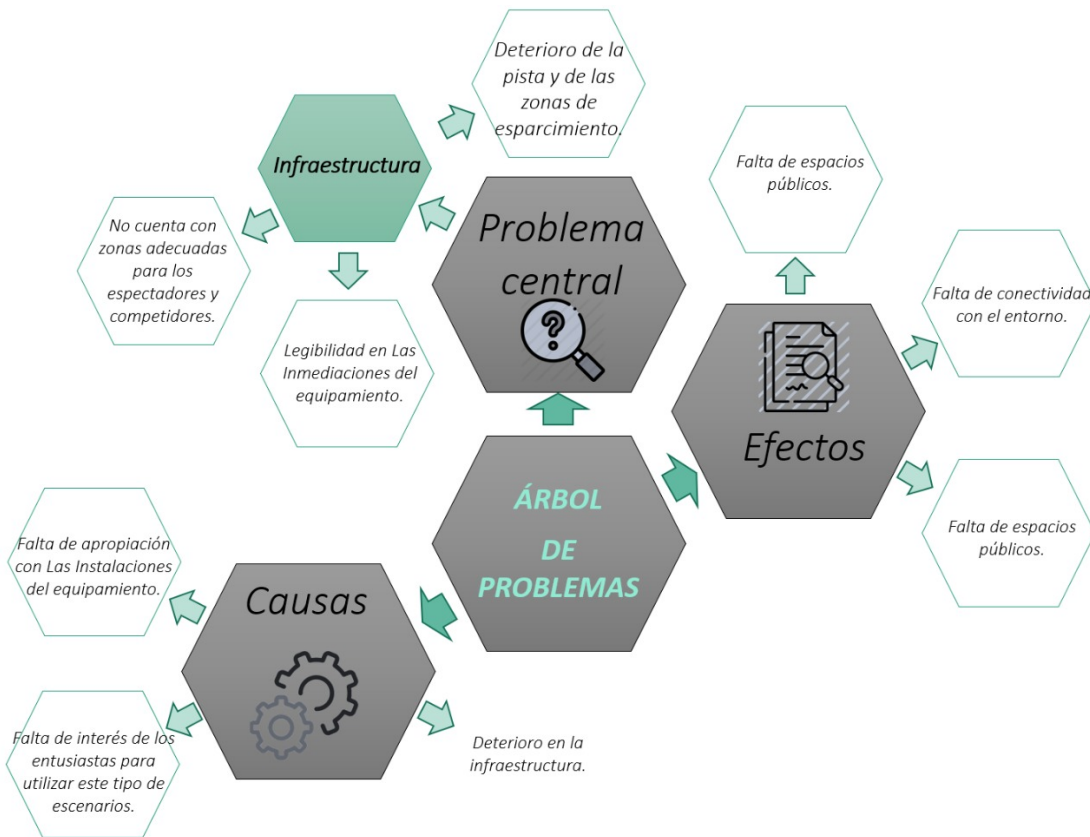 Deterioro de la
pista y de las
zonas de
esparcimiento.
Infraestructura
No cuenta con
zonas adecuadas
para los
espectadores y
competidores.
Legibilidad en Las
Inmediaciones del
equipamiento.
Problema
central
?
Falta de espacios
públicos.
Falta de conectividad
con el entorno.
Efectos
Falta de espacios
públicos.
ÁRBOL
DE
PROBLEMAS
Falta de apropiación
con Las Instalaciones
del equipamiento.
Causas
Falta de interés de los
entusiastas para
utilizar este tipo de
escenarios.
Deterioro en la
infraestructura.